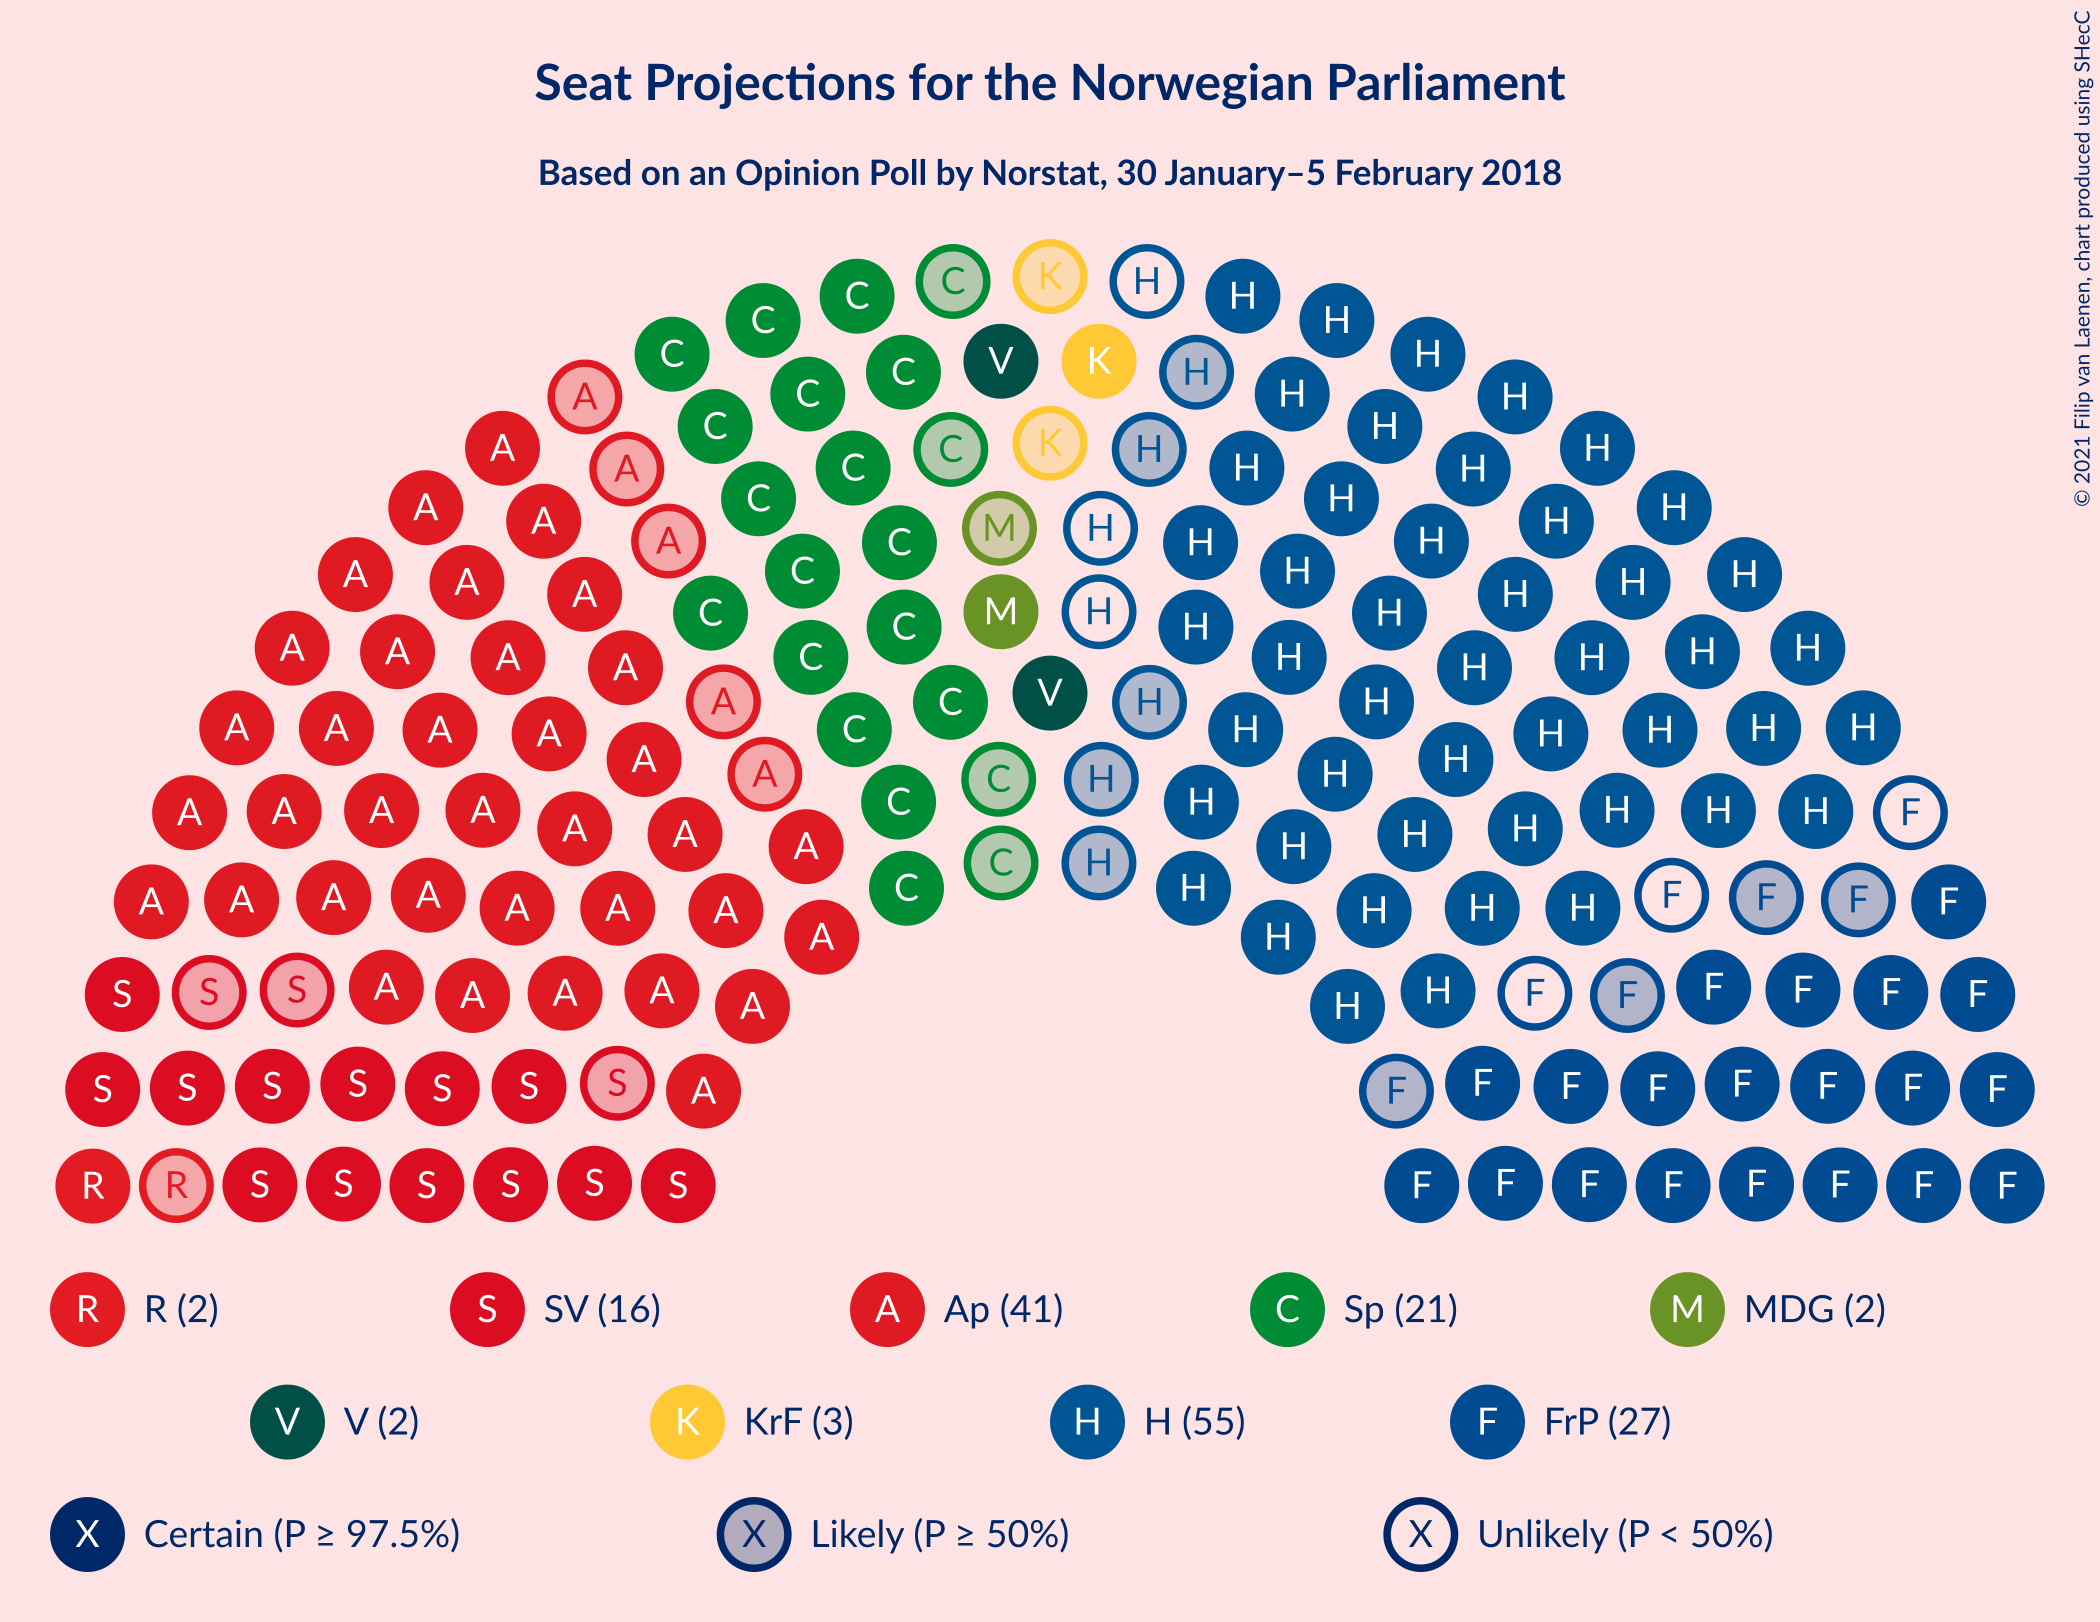 Seat Projections for the Norwegian Parliament
Based on an Opinion Poll by Norstat, 30 January–5 February 2018
© 2021 Filip van Laenen, chart produced using SHecC
C K H
C H
C H
V K
C H
C H
A H
C H
C H
C H
A H
C K H
A H
C H
C H
A H
M H
A H
A H
C H
A H
C H
A H
A H
M H
C H
C H
A H
A H
C H
A H
A H
A H
V
C H
A H
A H
A H
C H
A H
A H
A H
A H
A H
C H
C H
A A A A H H H F
A A H H
A H
C H
C H
A A A A F F F F
A A A H H H
A H
S S S A A A A A H H F F F F F F
S S S S S S S A F F F F F F F F
R R S S S S S S F F F F F F F F
R R (2) S SV (16) A Ap (41) C Sp (21) M MDG (2)
V V (2) K KrF (3) H H (55) F FrP (27)
X Certain (P ≥ 97.5%) X Likely (P ≥ 50%) X Unlikely (P < 50%)